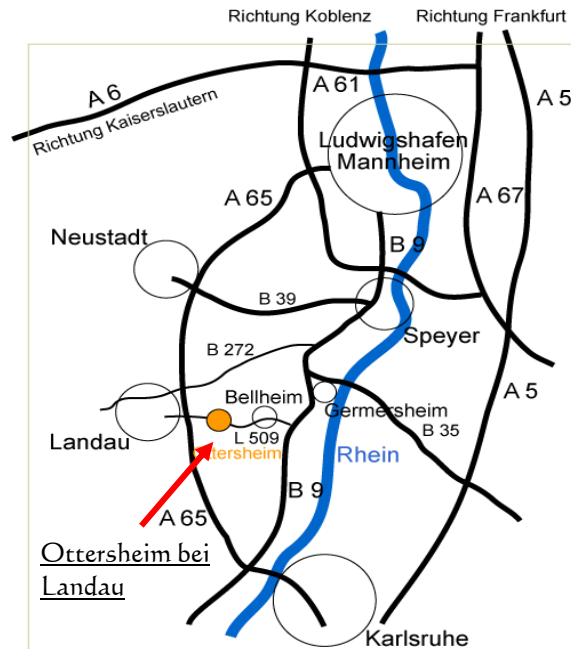 Richtung Koblenz
Richtung Frankfurt
A 6
Richtung Kaiserslautern
A 61
A 5
Ludwigshafen
Mannheim
A 65
A 67
Neustadt
B 9
B 39
Speyer
B 272
A 5
Bellheim
Germersheim
Landau
L 509
B 35
Ottersheim
Rhein
B 9
A 65
Ottersheim bei
Landau
Karlsruhe